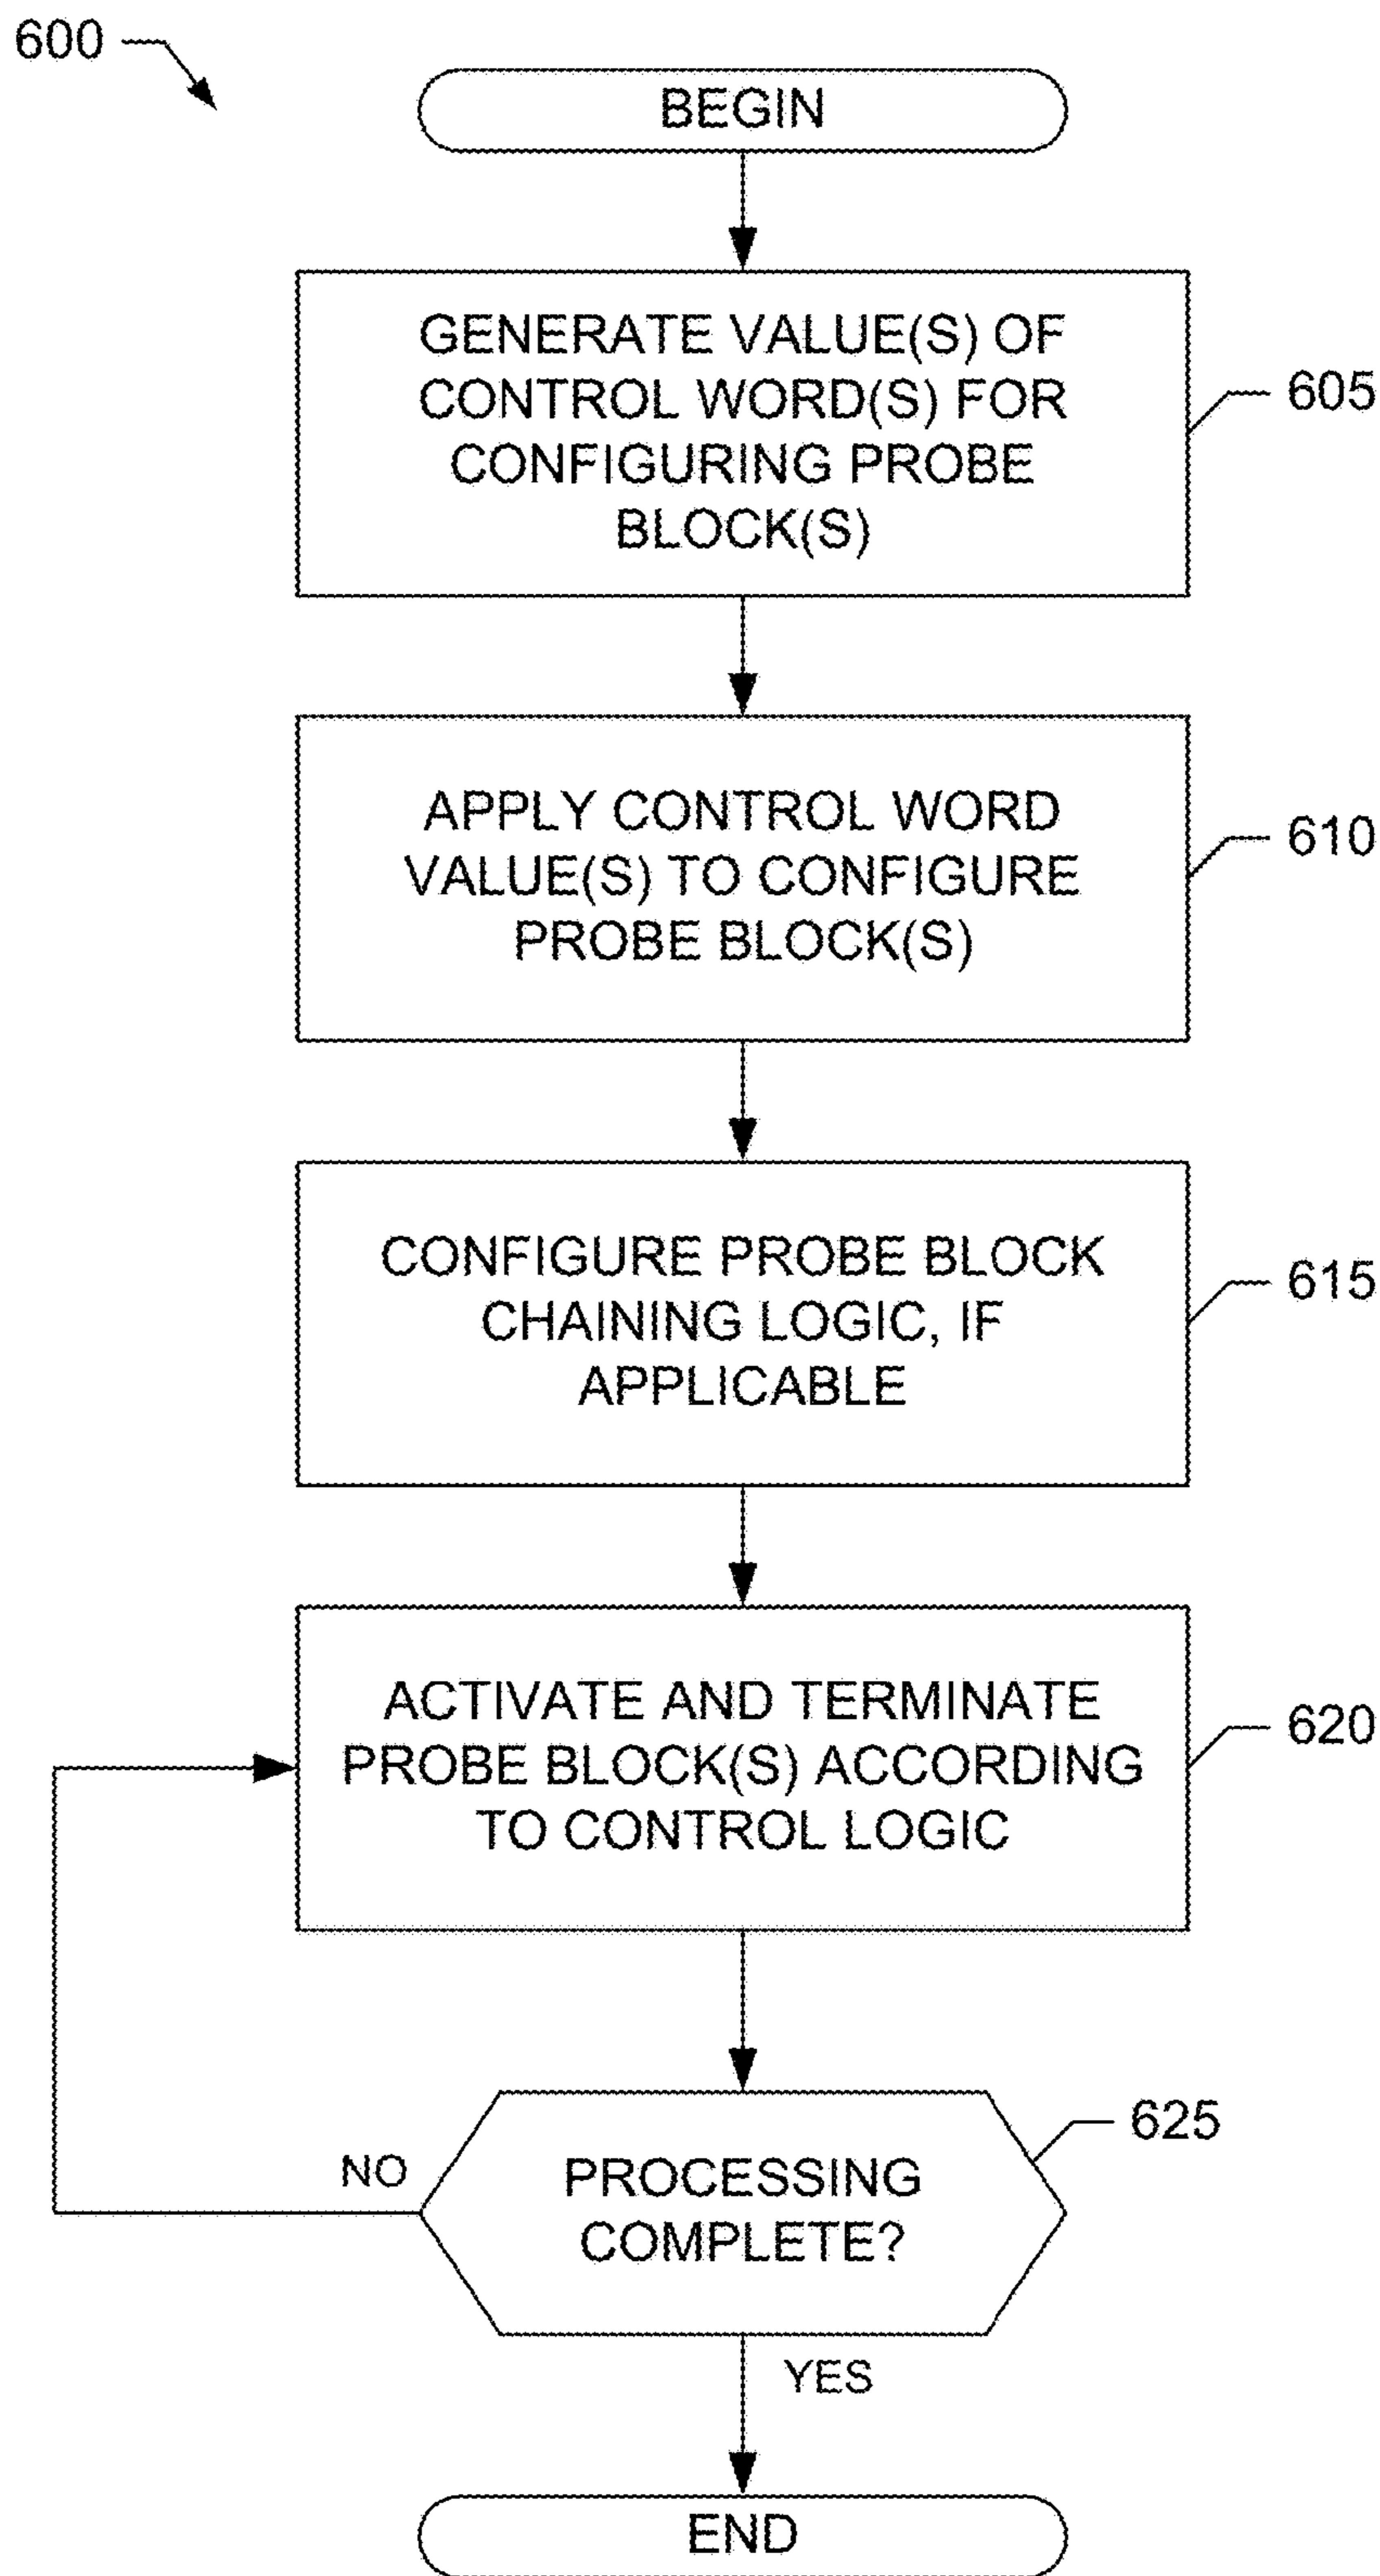 600
BEGIN
GENERATE VALUE(S) OF
CONTROL WORD(S) FOR
CONFIGURING PROBE
BLOCK(S)
605
APPLY CONTROL WORD
VALUE(S) TO CONFIGURE
PROBE BLOCK(S)
610
CONFIGURE PROBE BLOCK
CHAINING LOGIC, IF
APPLICABLE
615
ACTIVATE AND TERMINATE
PROBE BLOCK(S) ACCORDING
TO CONTROL LOGIC
620
PROCESSING
COMPLETE?
625
NO
YES
END